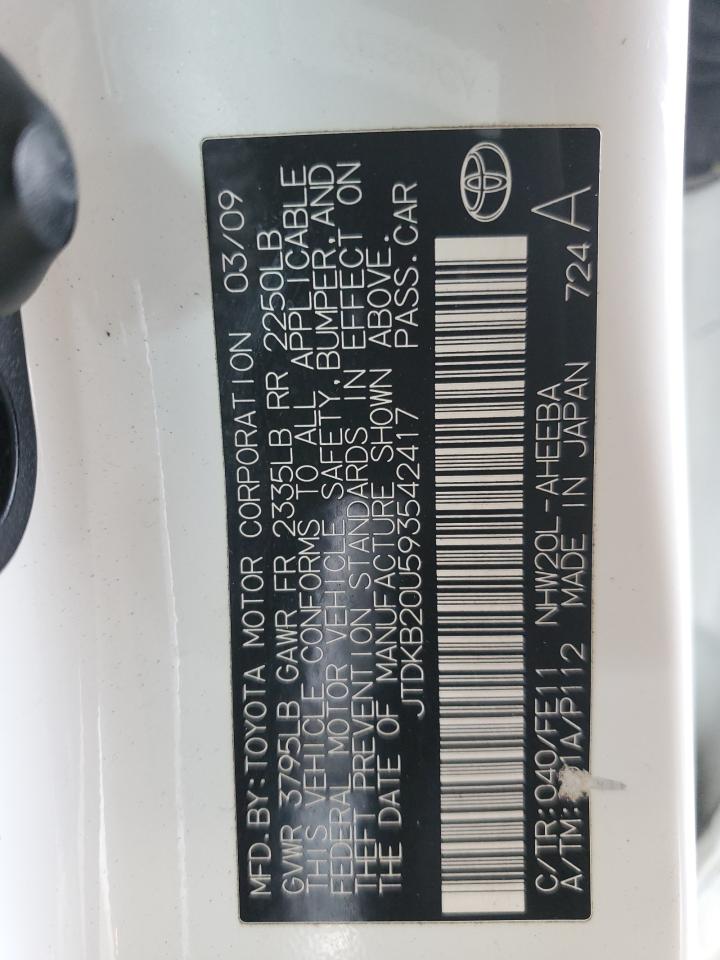 MFD.BY:TOYOTA MOTOR CORPORATION 03/09
GVWR 3795LB GAWR FR 2335LB RR 2250LB
THIS VEHICLE CONFORMS TO ALL APPLICABLE
FEDERAL MOTOR VEHICLE SAFETY,BUMPER,AND
THEFT PREVENTION STANDARDS IN EFFECT ON
THE DATE OF MANUFACTURE SHOWN ABOVE.
JTDKB20U593542417 PASS.CAR
C/TR:040/FE11 NHW20L-AHEEBA 724A
A/TM: 1A/P112 MADE IN JAPAN